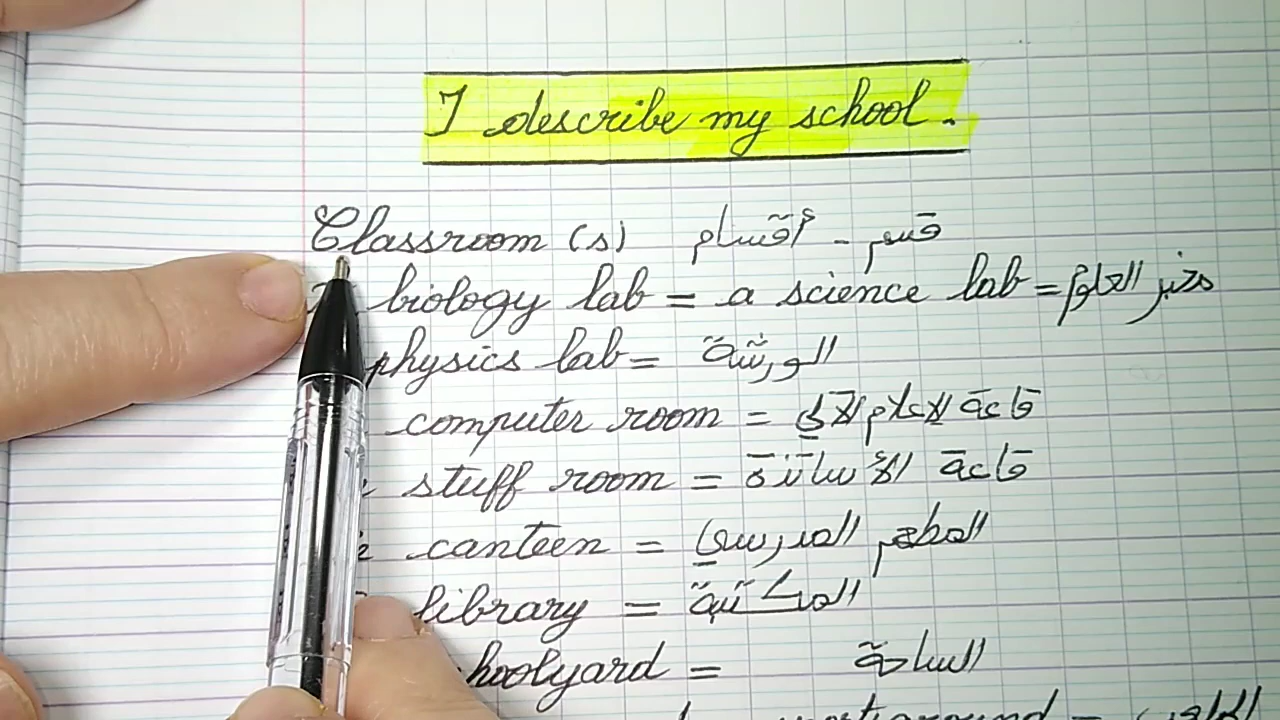 I describe my school.
Classroom (s) قسم - أقسام
biology lab = a science lab = مخبر العلوم
physics lab = الورشة
computer room = قاعة الإعلام الآلي
stuff room = قاعة الأساتذة
canteen = المطعم المدرسي
library = المكتبة
hoolyard = الساحة